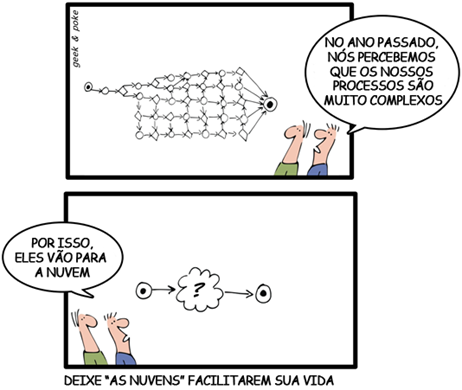 geek & poke
NO ANO PASSADO,
NÓS PERCEBEMOS
QUE OS NOSSOS
PROCESSOS SÃO
MUITO COMPLEXOS
POR ISSO,
ELES VÃO PARA
A NUVEM
?
DEIXE "AS NUVENS" FACILITAREM SUA VIDA